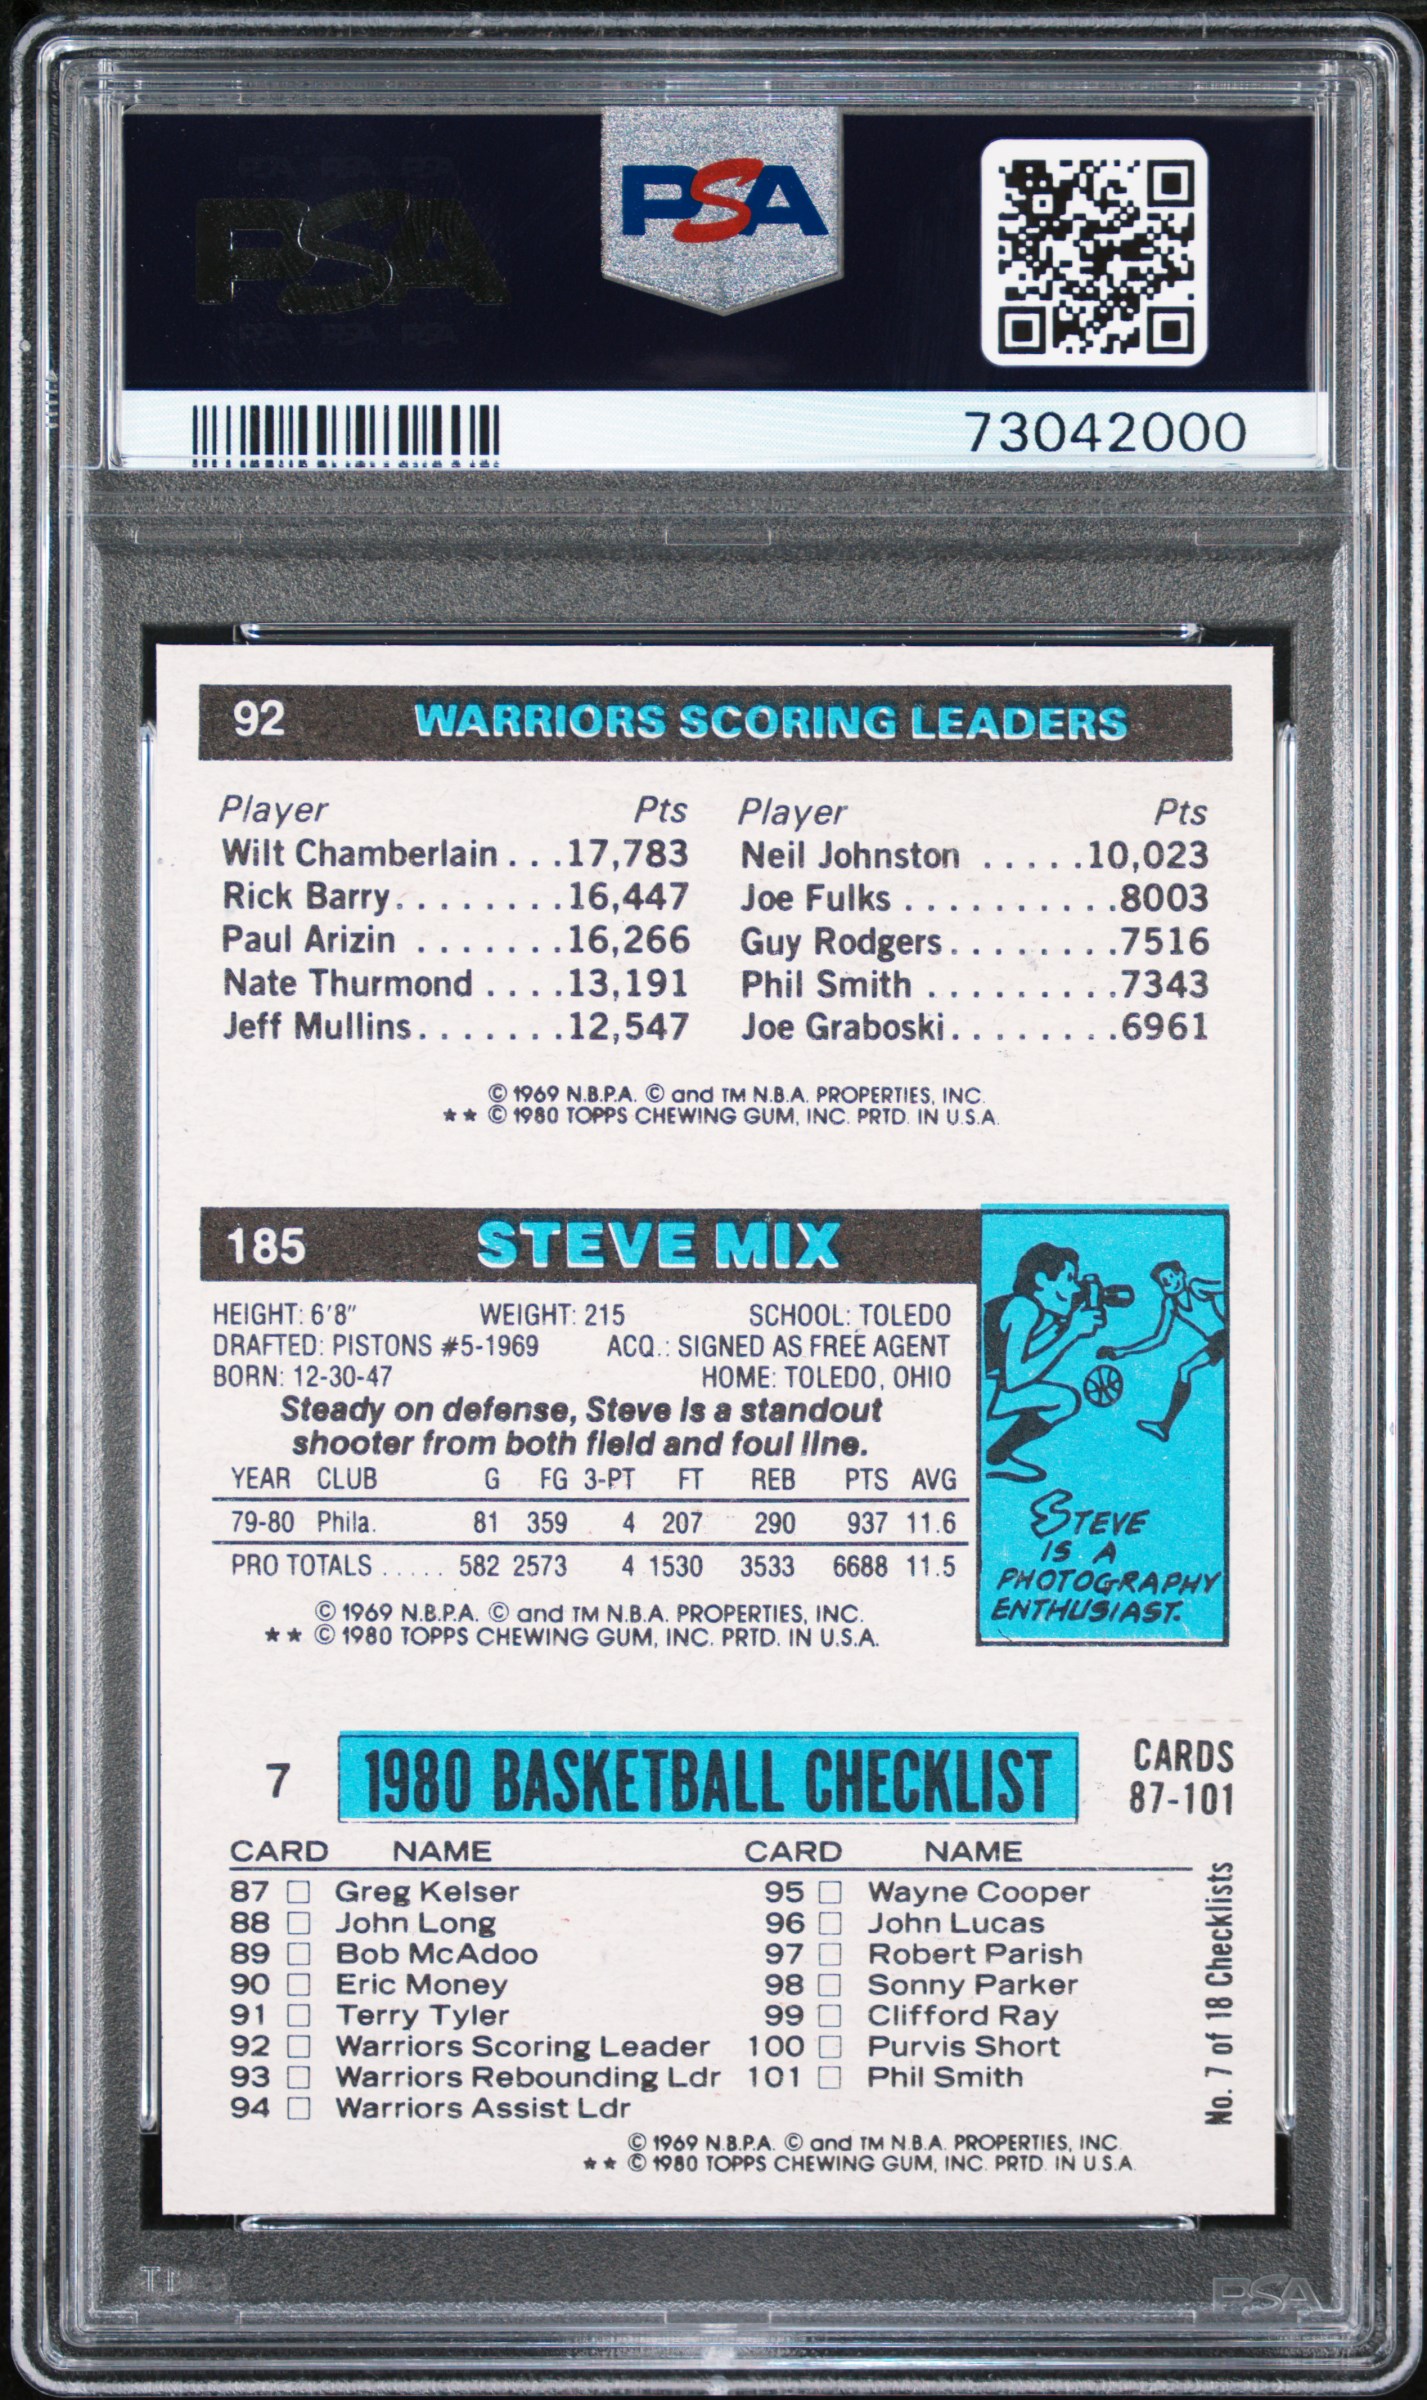 PSA
PSA
73042000
92 WARRIORS SCORING LEADERS
Player Pts Player Pts
Wilt Chamberlain . . .17,783 Neil Johnston . . . . .10,023
Rick Barry. . . . . . . .16,447 Joe Fulks . . . . . . . . . .8003
Paul Arizin . . . . . . .16,266 Guy Rodgers. . . . . . . .7516
Nate Thurmond . . . .13,191 Phil Smith . . . . . . . . .7343
Jeff Mullins. . . . . . .12,547 Joe Graboski. . . . . . . .6961
© 1969 N.B.P.A. © and TM N.B.A. PROPERTIES, INC.
★★ © 1980 TOPPS CHEWING GUM, INC. PRTD. IN U.S.A.
185 STEVE MIX
HEIGHT: 6'8" WEIGHT: 215 SCHOOL: TOLEDO
DRAFTED: PISTONS #5-1969 ACQ.: SIGNED AS FREE AGENT
BORN: 12-30-47 HOME: TOLEDO, OHIO
Steady on defense, Steve is a standout
shooter from both field and foul line.
YEAR CLUB G FG 3-PT FT REB PTS AVG
79-80 Phila. 81 359 4 207 290 937 11.6
PRO TOTALS . . . . . 582 2573 4 1530 3533 6688 11.5
© 1969 N.B.P.A. © and TM N.B.A. PROPERTIES, INC.
★★ © 1980 TOPPS CHEWING GUM, INC. PRTD. IN U.S.A.
STEVE
IS A
PHOTOGRAPHY
ENTHUSIAST.
7 1980 BASKETBALL CHECKLIST CARDS
87-101
CARD NAME CARD NAME
87 □ Greg Kelser 95 □ Wayne Cooper
88 □ John Long 96 □ John Lucas
89 □ Bob McAdoo 97 □ Robert Parish
90 □ Eric Money 98 □ Sonny Parker
91 □ Terry Tyler 99 □ Clifford Ray
92 □ Warriors Scoring Leader 100 □ Purvis Short
93 □ Warriors Rebounding Ldr 101 □ Phil Smith
94 □ Warriors Assist Ldr
No. 7 of 18 Checklists
© 1969 N.B.P.A. © and TM N.B.A. PROPERTIES, INC.
★★ © 1980 TOPPS CHEWING GUM, INC. PRTD. IN U.S.A.
PSA